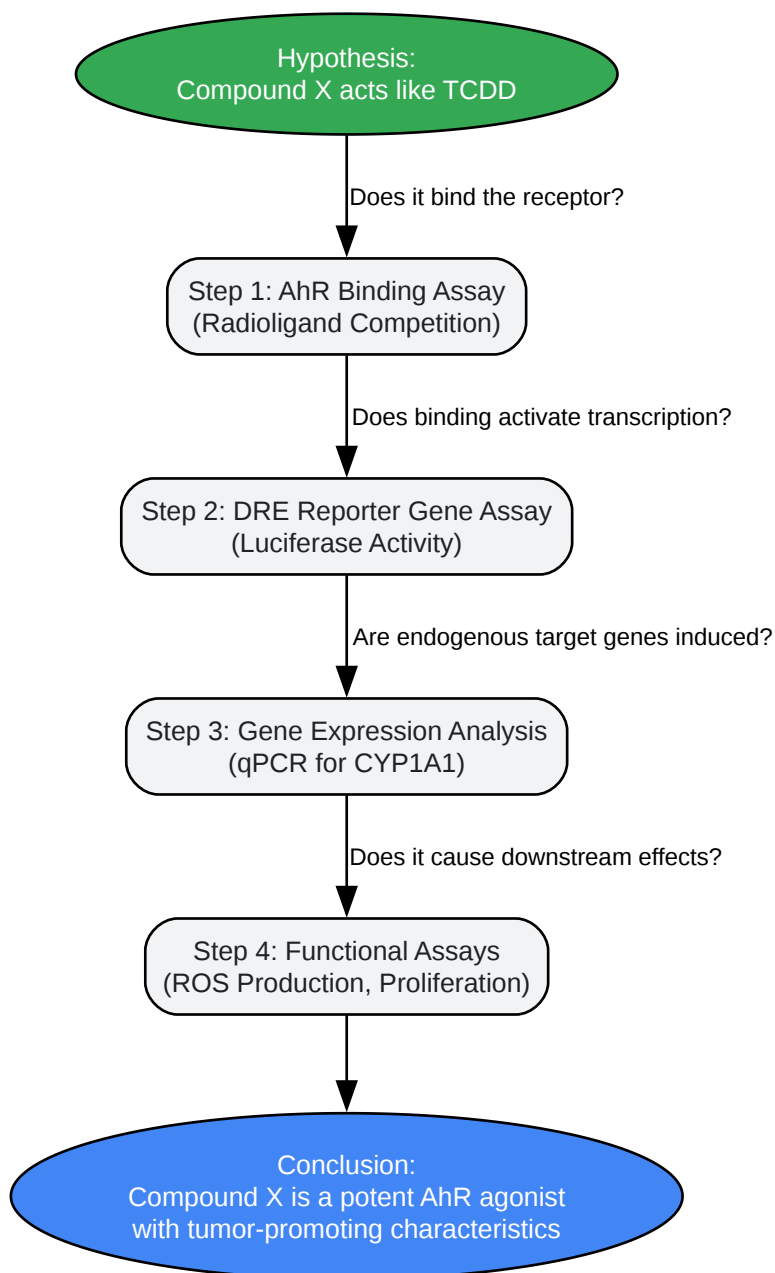 Hypothesis:
Compound X acts like TCDD
Does it bind the receptor?
Step 1: AhR Binding Assay
(Radioligand Competition)
Does binding activate transcription?
Step 2: DRE Reporter Gene Assay
(Luciferase Activity)
Are endogenous target genes induced?
Step 3: Gene Expression Analysis
(qPCR for CYP1A1)
Does it cause downstream effects?
Step 4: Functional Assays
(ROS Production, Proliferation)
Conclusion:
Compound X is a potent AhR agonist
with tumor-promoting characteristics